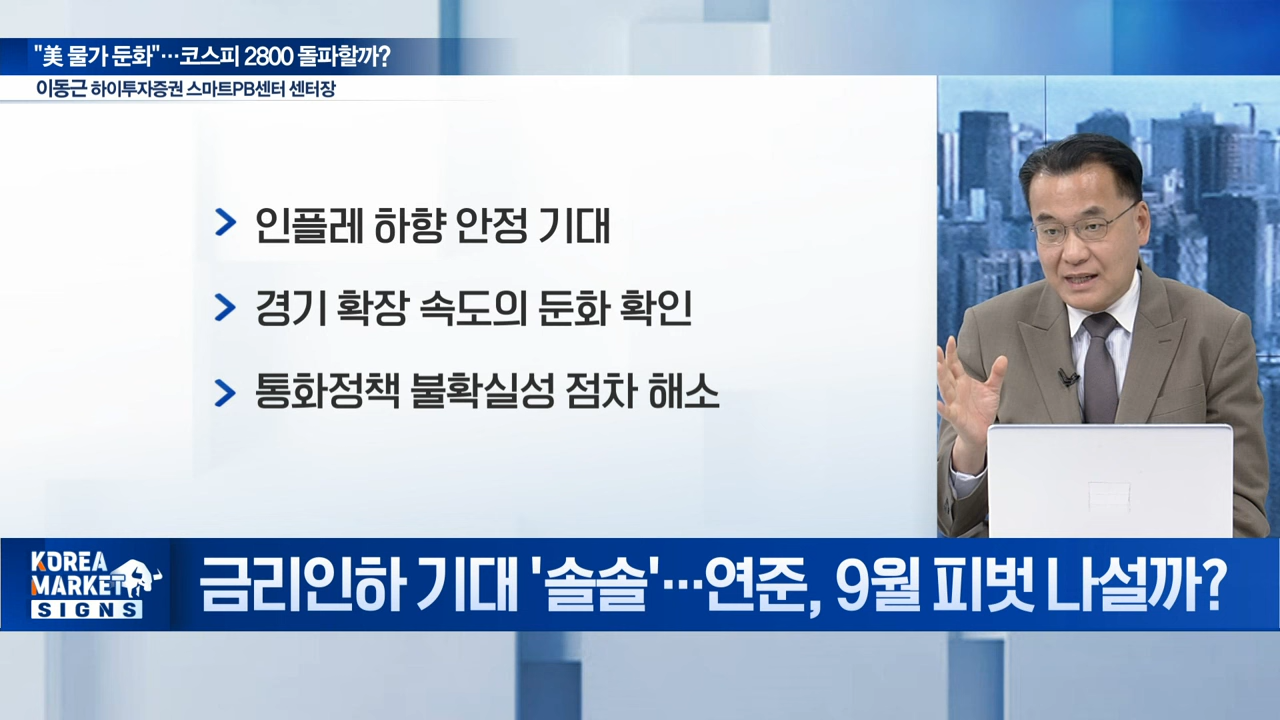 "美 물가 둔화"…코스피 2800 돌파할까?
이동근 하이투자증권 스마트PB센터 센터장
인플레 하향 안정 기대
경기 확장 속도의 둔화 확인
통화정책 불확실성 점차 해소
KOREA
MARKET
SIGNS
금리인하 기대 '솔솔'…연준, 9월 피벗 나설까?